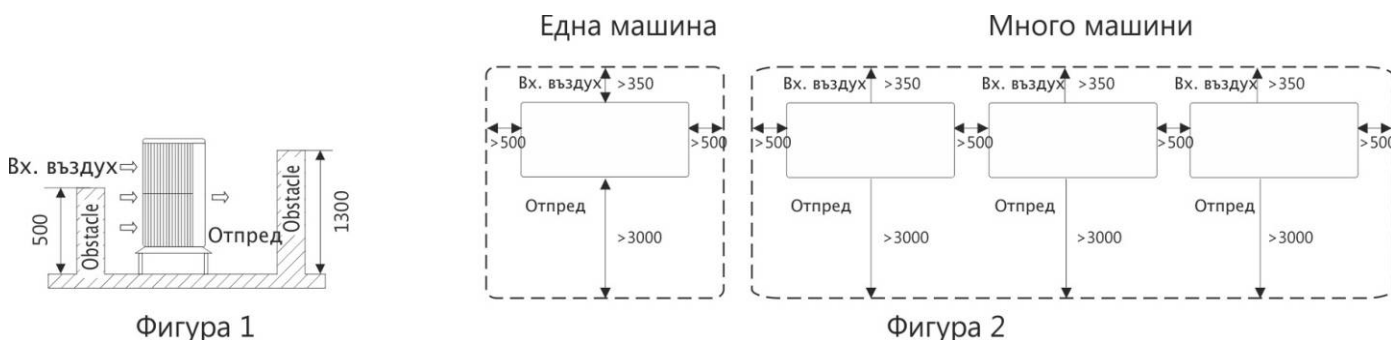 Една машина
Много машини
Вх. въздух >350
Вх. въздух >350
Вх. въздух >350
Вх. въздух >350
>500
>500
>500
>500
>500
>500
Вх. въздух
Отпред
500
Obstacle
Obstacle
1300
Отпред
Отпред
Отпред
Отпред
>3000
>3000
>3000
>3000
Фигура 1
Фигура 2